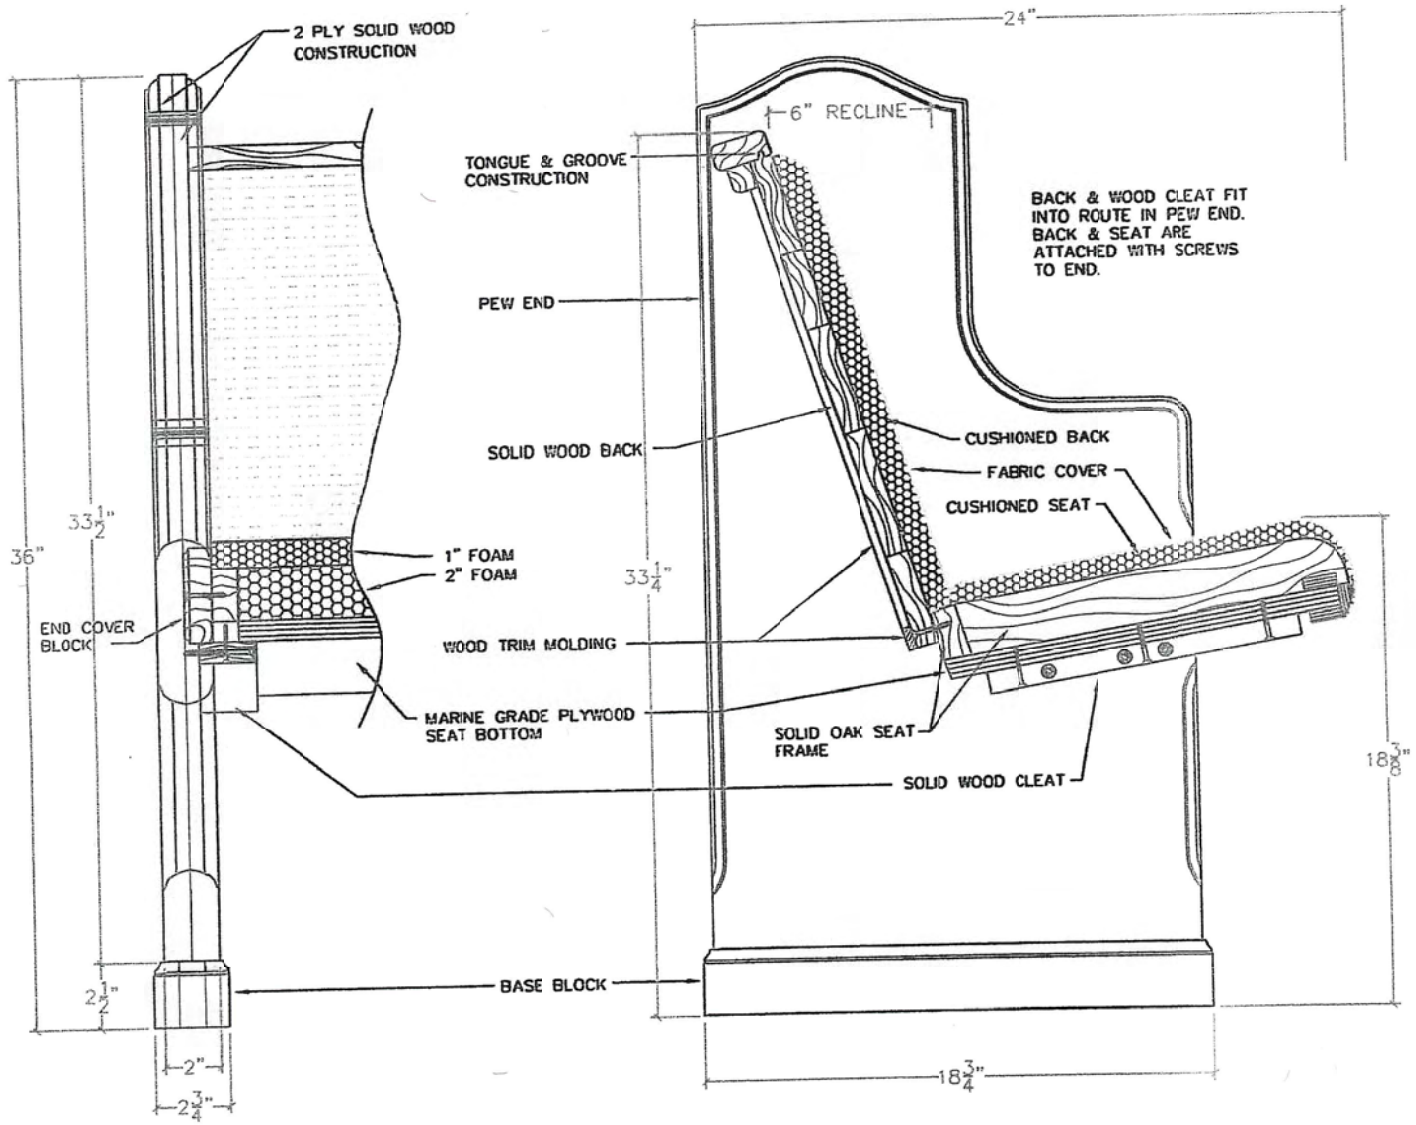 2 PLY SOLID WOOD
CONSTRUCTION
24"
6" RECLINE
TONGUE & GROOVE
CONSTRUCTION
BACK & WOOD CLEAT FIT
INTO ROUTE IN PEW END.
BACK & SEAT ARE
ATTACHED WITH SCREWS
TO END.
PEW END
SOLID WOOD BACK
CUSHIONED BACK
FABRIC COVER
CUSHIONED SEAT
33 1/2"
36"
1" FOAM
2" FOAM
33 1/4"
END COVER
BLOCK
WOOD TRIM MOLDING
MARINE GRADE PLYWOOD
SEAT BOTTOM
SOLID OAK SEAT
FRAME
SOLID WOOD CLEAT
18 3/8"
BASE BLOCK
2 1/2"
2"
2 3/4"
18 3/4"